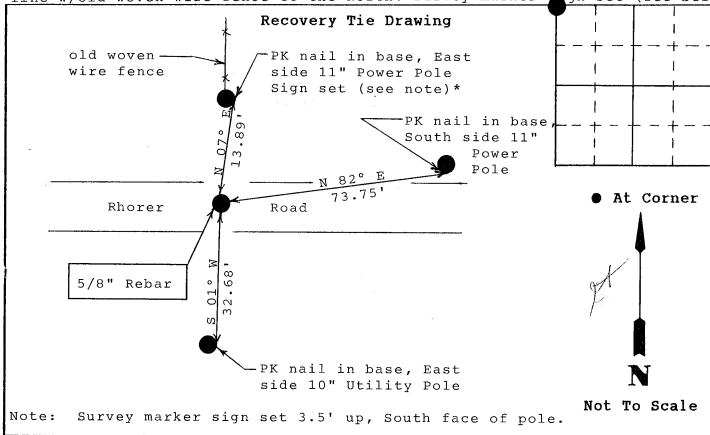 Recovery Tie Drawing
old woven
wire fence
PK nail in base, East
side 11" Power Pole
Sign set (see note)*
PK nail in base,
South side 11"
Power
Pole
N 07° E
13.89'
N 82° E
73.75'
Rhorer Road
At Corner
5/8" Rebar
S 01° W
32.68'
PK nail in base, East
side 10" Utility Pole
N
Not To Scale
Note: Survey marker sign set 3.5' up, South face of pole.